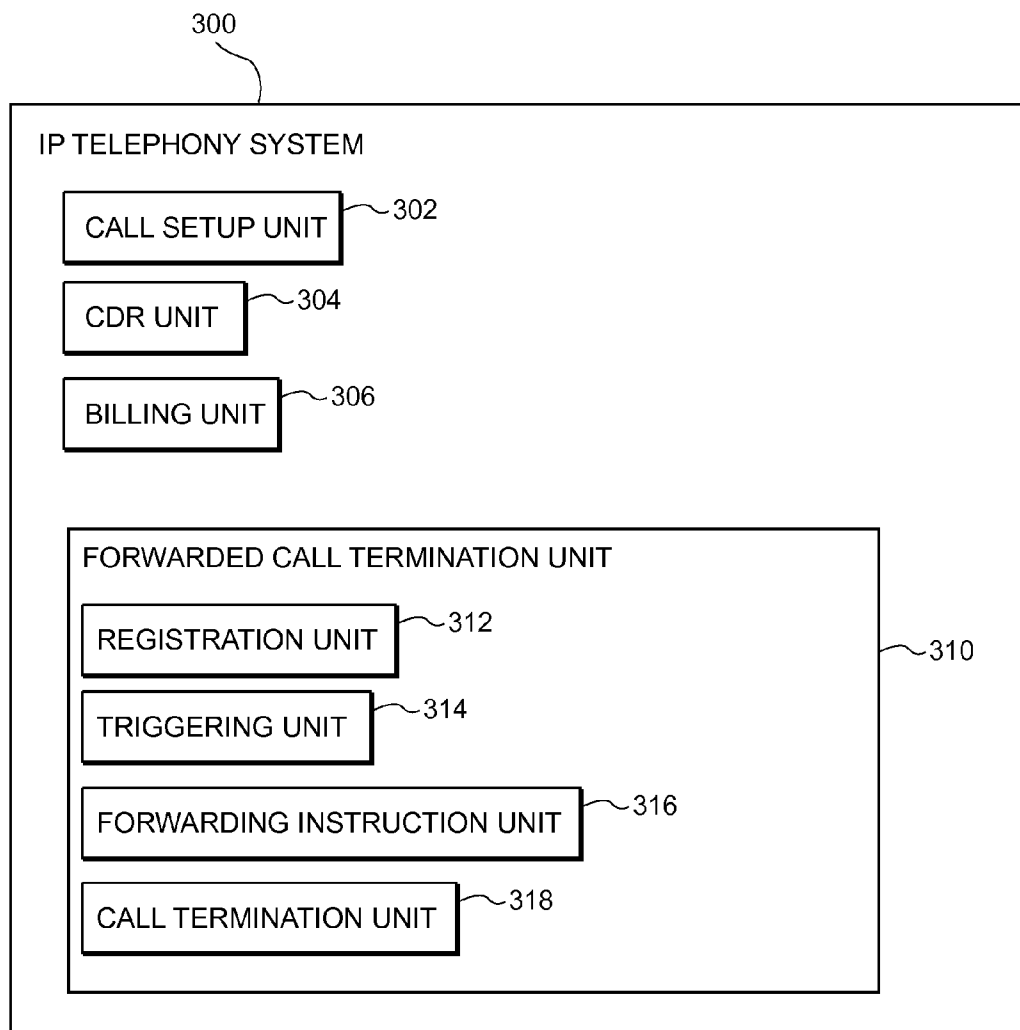 300
IP TELEPHONY SYSTEM
CALL SETUP UNIT
302
CDR UNIT
304
BILLING UNIT
306
FORWARDED CALL TERMINATION UNIT
REGISTRATION UNIT
312
310
TRIGGERING UNIT
314
FORWARDING INSTRUCTION UNIT
316
CALL TERMINATION UNIT
318